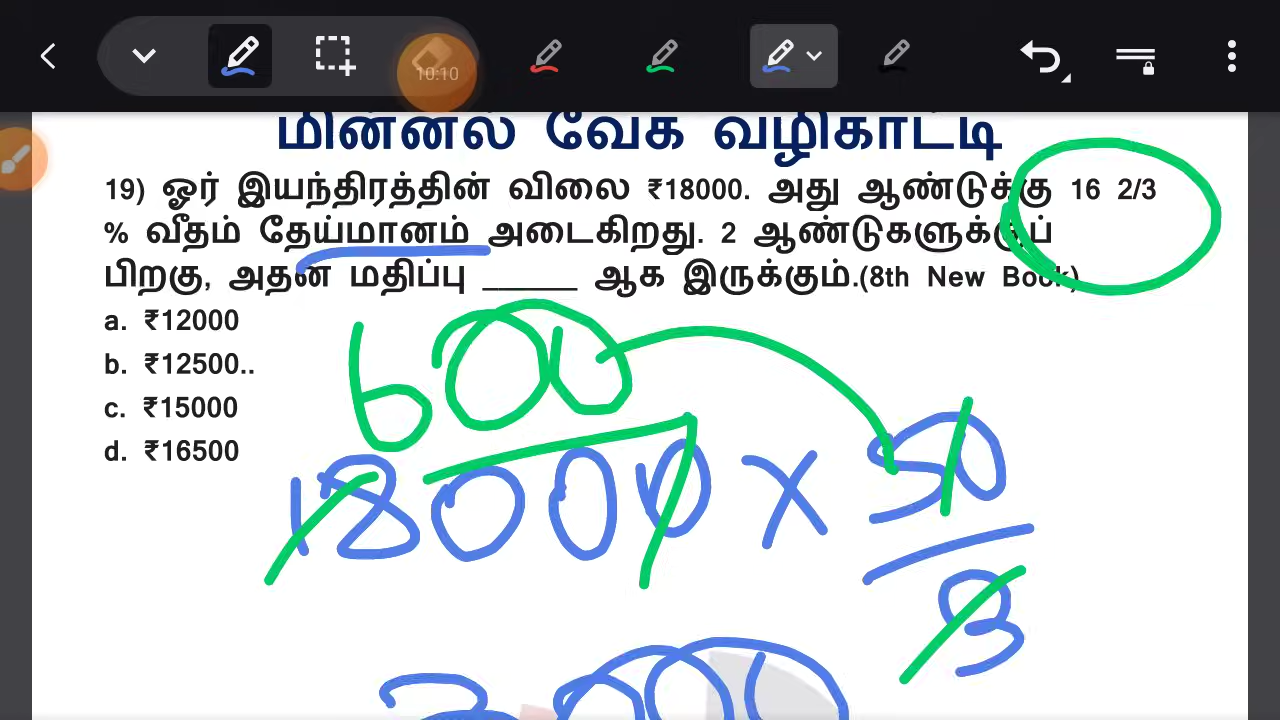 10:10
மின்னல் வேக வழிகாட்டி
19) ஓர் இயந்திரத்தின் விலை ₹18000. அது ஆண்டுக்கு 16 2/3
% வீதம் தேய்மானம் அடைகிறது. 2 ஆண்டுகளுக்குப்
பிறகு, அதன் மதிப்பு ______ ஆக இருக்கும்.(8th New Book)
a. ₹12000
b. ₹12500..
c. ₹15000
d. ₹16500
600
18000 x 50
3